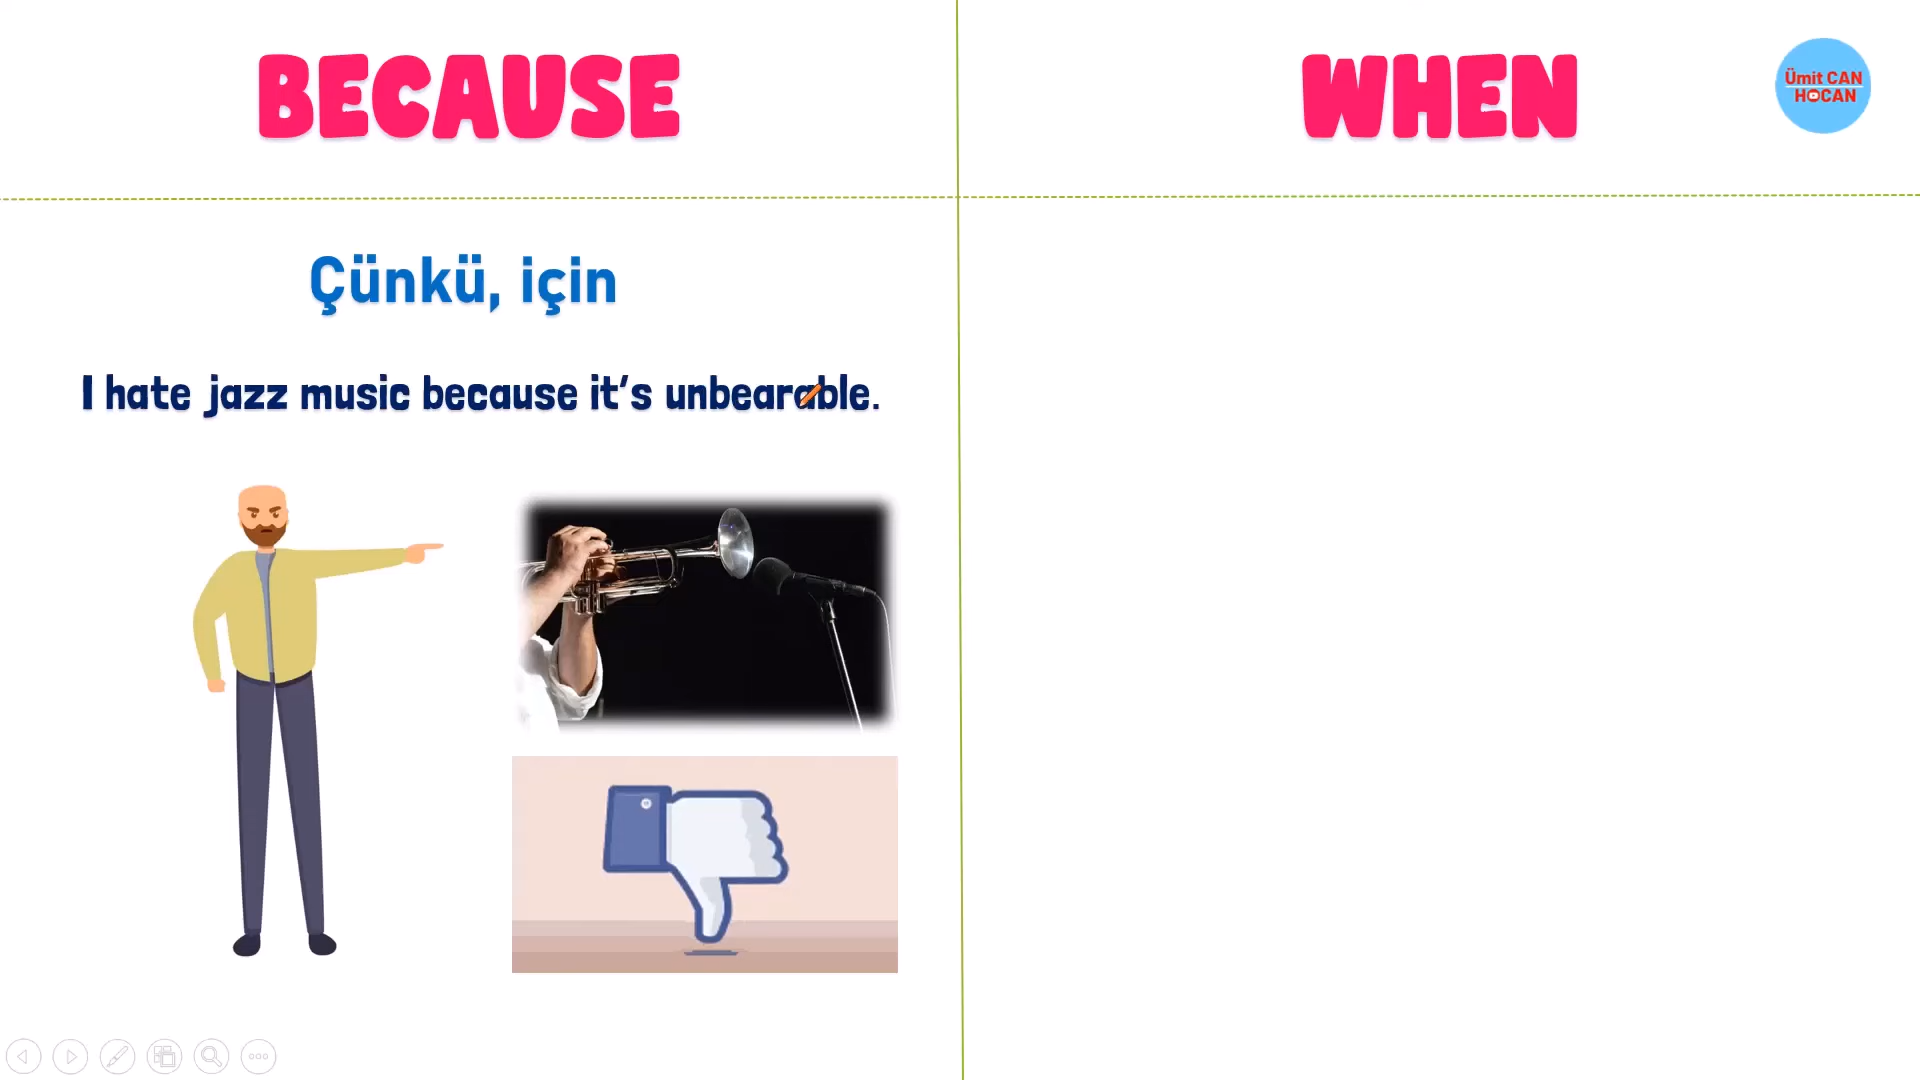 BECAUSE
WHEN
Ümit CAN
HOCAN
Çünkü, için
I hate jazz music because it's unbearable.